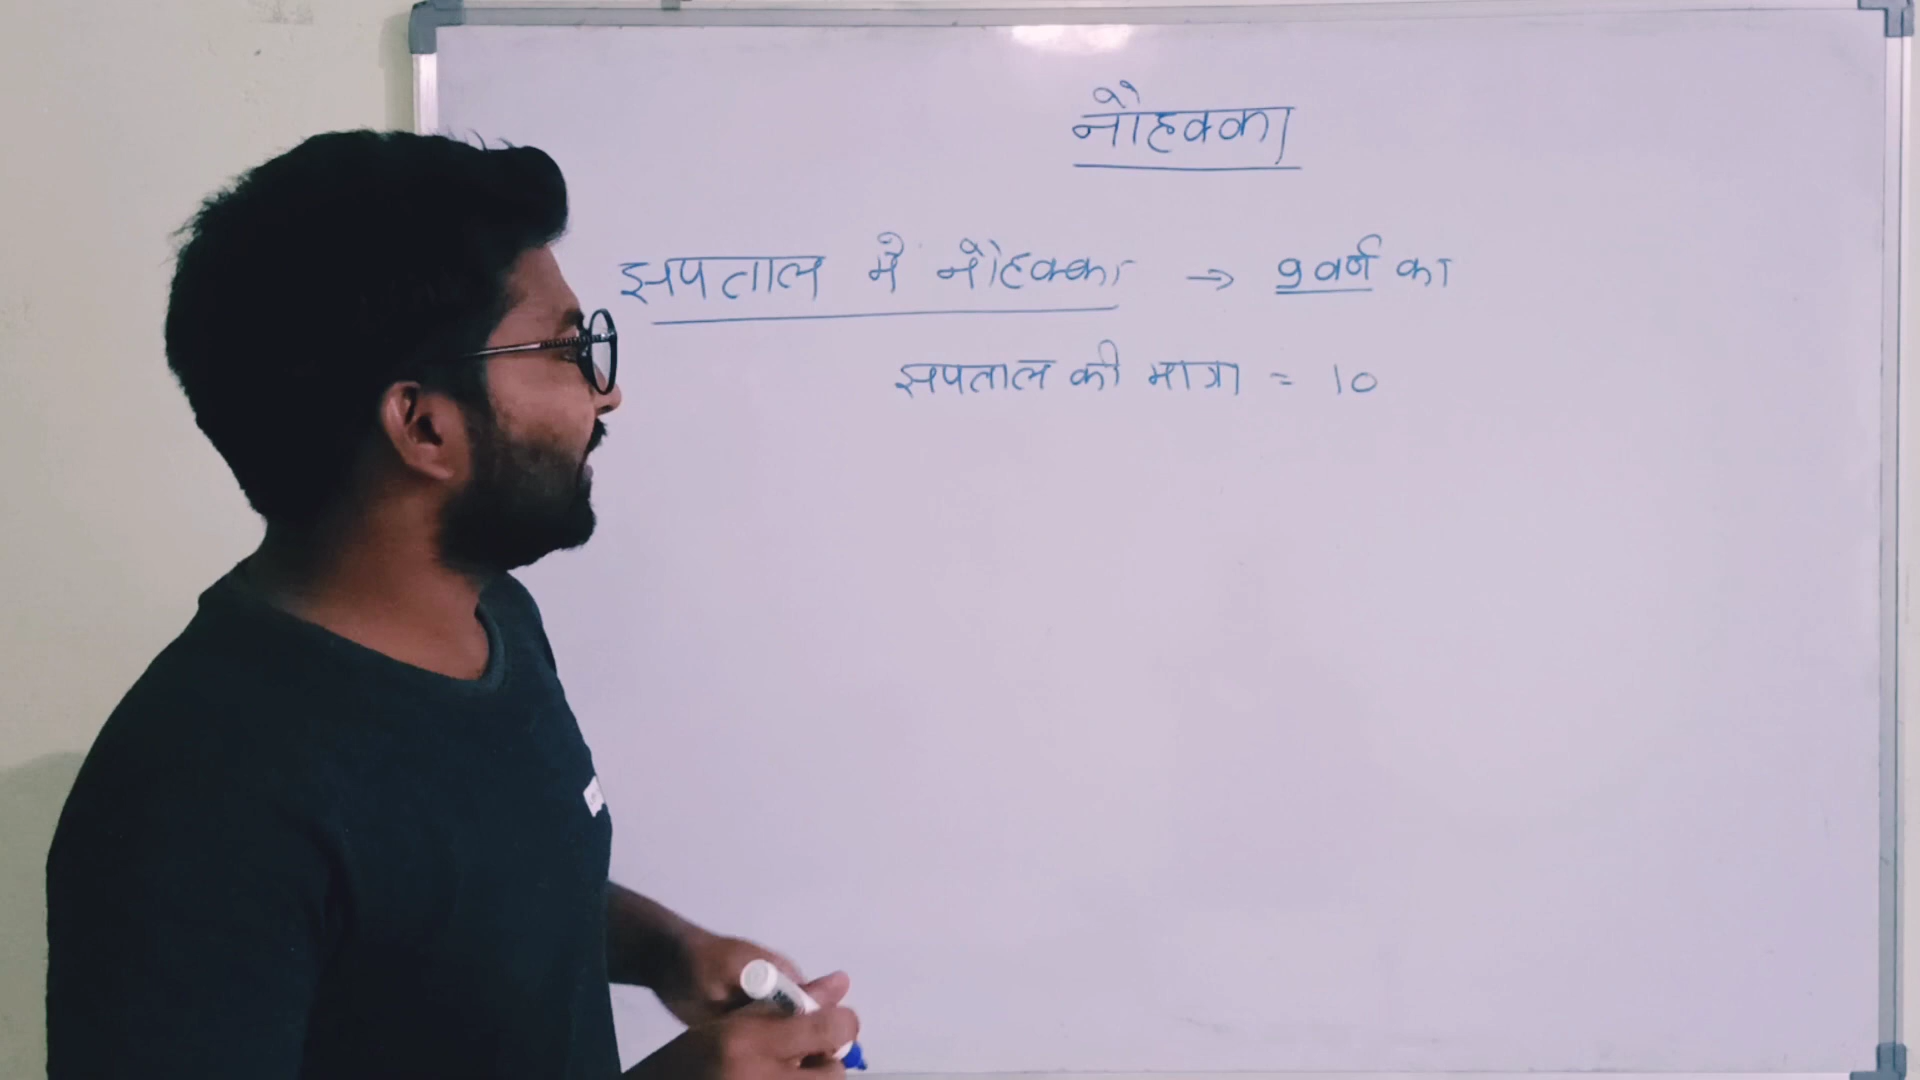 नौहक्का
झपताल में नौहक्का → 9 वर्ण का
झपताल की मात्रा = 10